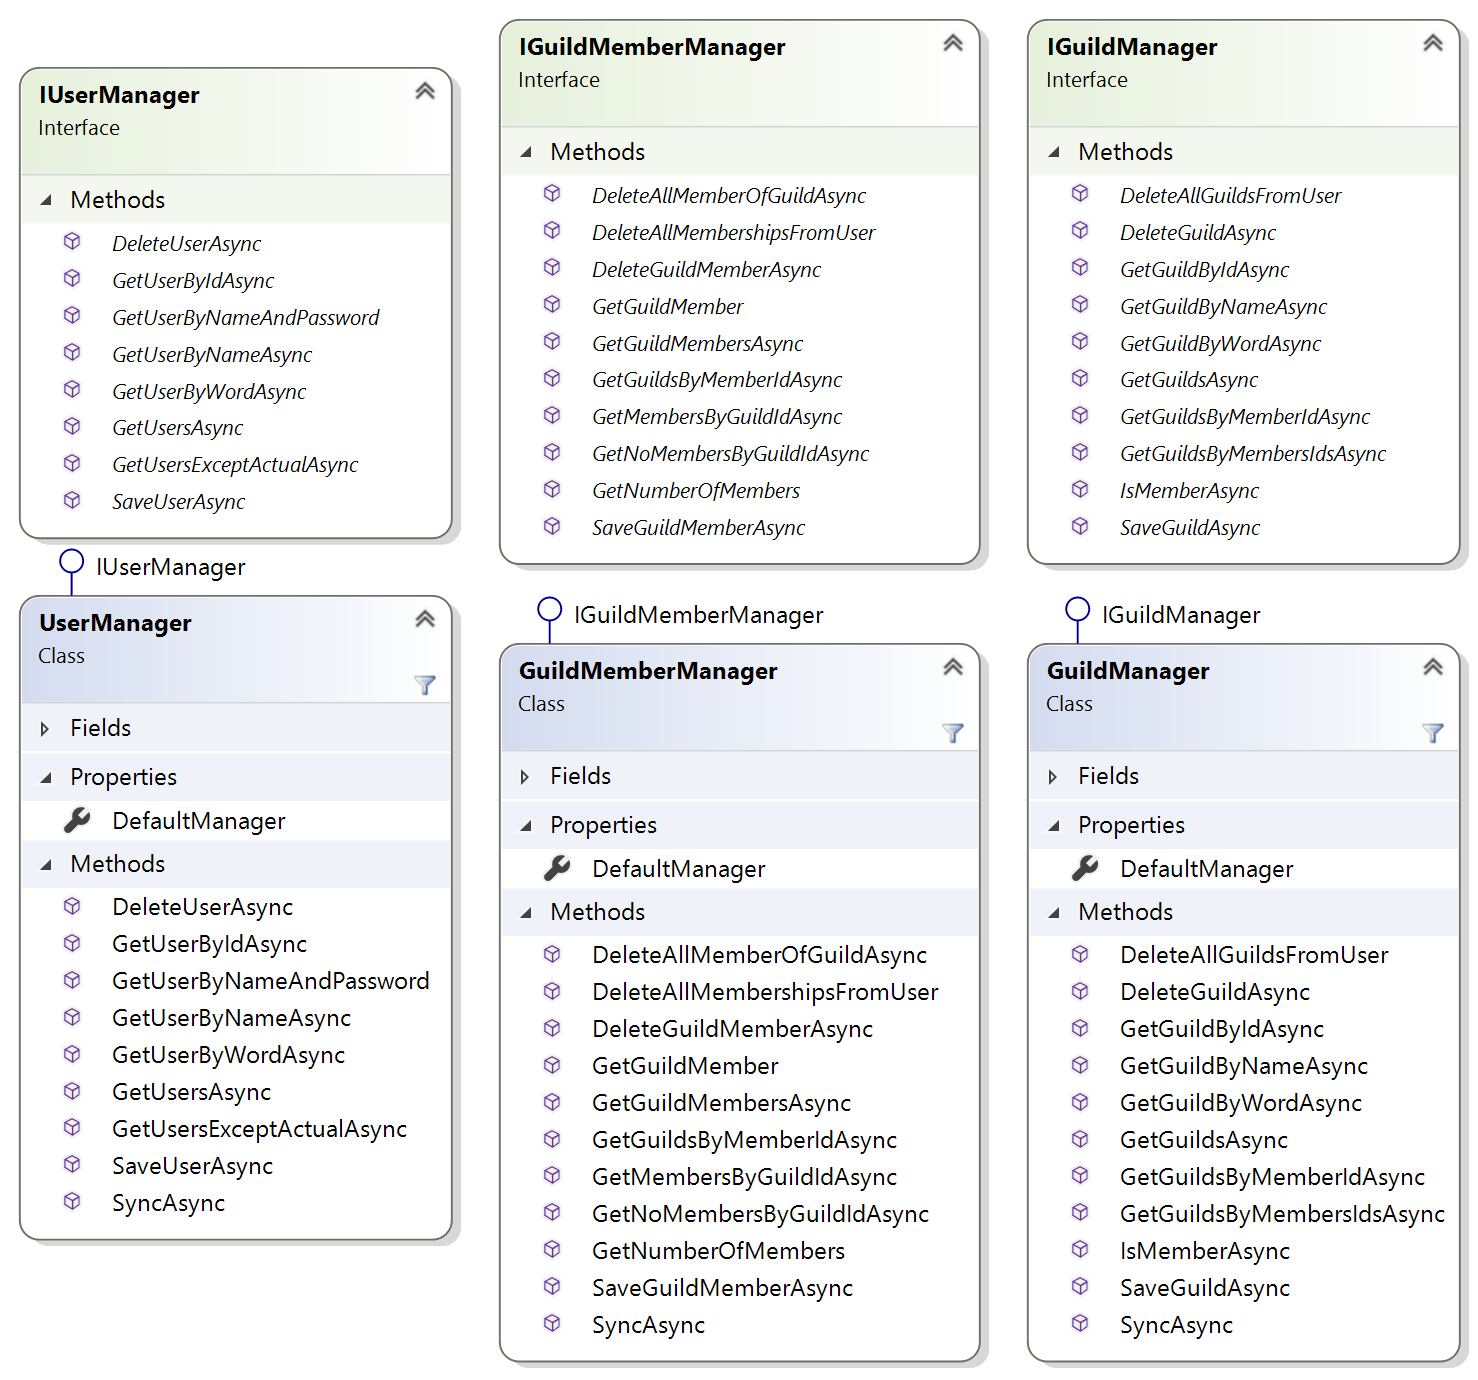 IUserManager
Interface
Methods
DeleteUserAsync
GetUserByIdAsync
GetUserByNameAndPassword
GetUserByNameAsync
GetUserByWordAsync
GetUsersAsync
GetUsersExceptActualAsync
SaveUserAsync
IUserManager
UserManager
Class
Fields
Properties
DefaultManager
Methods
DeleteUserAsync
GetUserByIdAsync
GetUserByNameAndPassword
GetUserByNameAsync
GetUserByWordAsync
GetUsersAsync
GetUsersExceptActualAsync
SaveUserAsync
SyncAsync
IGuildMemberManager
Interface
Methods
DeleteAllMemberOfGuildAsync
DeleteAllMembershipsFromUser
DeleteGuildMemberAsync
GetGuildMember
GetGuildMembersAsync
GetGuildsByMemberIdAsync
GetMembersByGuildIdAsync
GetNoMembersByGuildIdAsync
GetNumberOfMembers
SaveGuildMemberAsync
IGuildMemberManager
GuildMemberManager
Class
Fields
Properties
DefaultManager
Methods
DeleteAllMemberOfGuildAsync
DeleteAllMembershipsFromUser
DeleteGuildMemberAsync
GetGuildMember
GetGuildMembersAsync
GetGuildsByMemberIdAsync
GetMembersByGuildIdAsync
GetNoMembersByGuildIdAsync
GetNumberOfMembers
SaveGuildMemberAsync
SyncAsync
IGuildManager
Interface
Methods
DeleteAllGuildsFromUser
DeleteGuildAsync
GetGuildByIdAsync
GetGuildByNameAsync
GetGuildByWordAsync
GetGuildsAsync
GetGuildsByMemberIdAsync
GetGuildsByMembersIdsAsync
IsMemberAsync
SaveGuildAsync
IGuildManager
GuildManager
Class
Fields
Properties
DefaultManager
Methods
DeleteAllGuildsFromUser
DeleteGuildAsync
GetGuildByIdAsync
GetGuildByNameAsync
GetGuildByWordAsync
GetGuildsAsync
GetGuildsByMemberIdAsync
GetGuildsByMembersIdsAsync
IsMemberAsync
SaveGuildAsync
SyncAsync